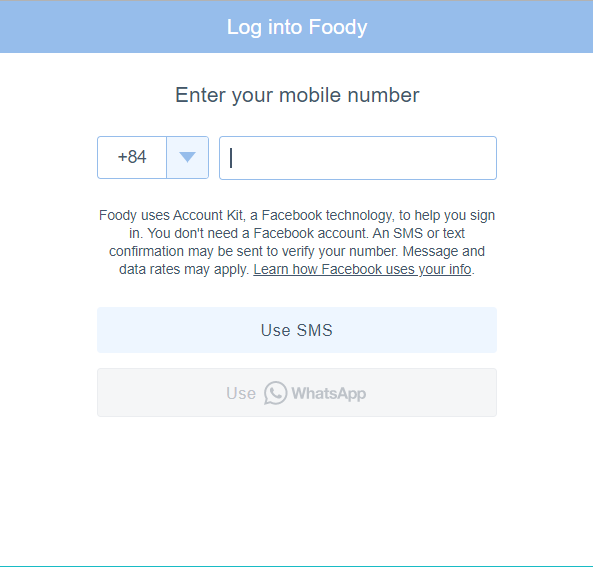 Log into Foody
Enter your mobile number
+84
Foody uses Account Kit, a Facebook technology, to help you sign
in. You don't need a Facebook account. An SMS or text
confirmation may be sent to verify your number. Message and
data rates may apply. Learn how Facebook uses your info.
Use SMS
Use WhatsApp